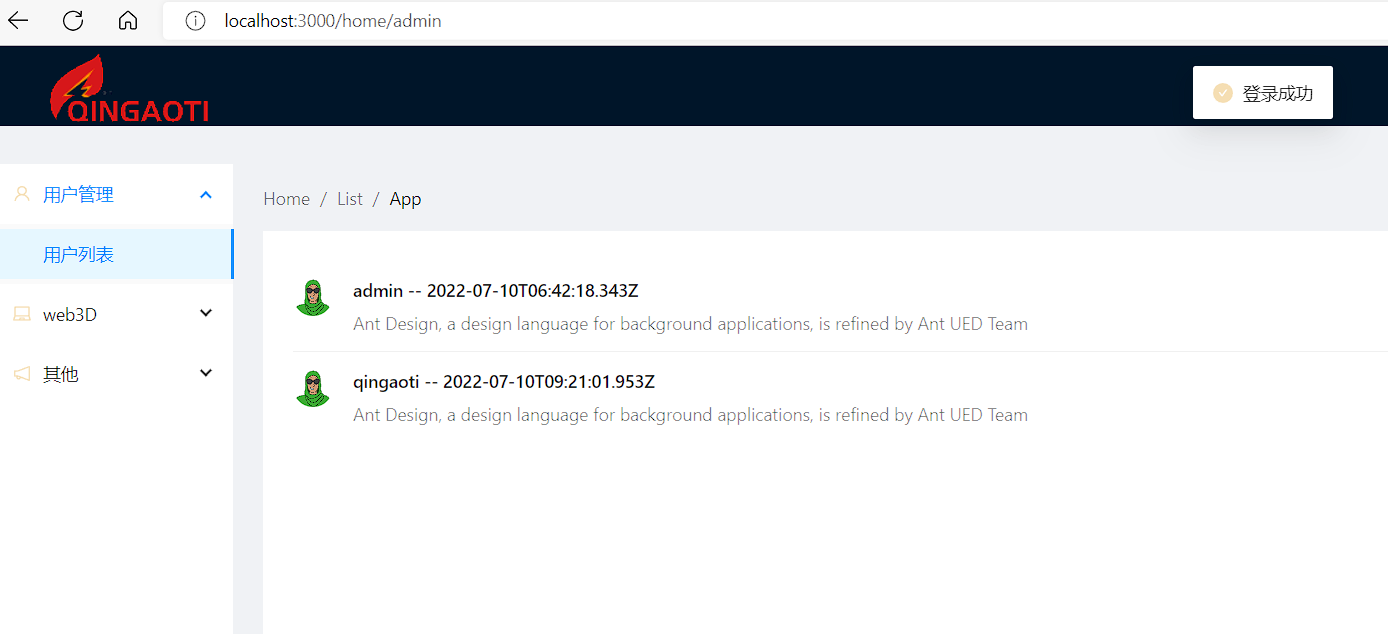 localhost:3000/home/admin
QINGAOTI
登录成功
用户管理
用户列表
web3D
其他
Home / List / App
admin -- 2022-07-10T06:42:18.343Z
Ant Design, a design language for background applications, is refined by Ant UED Team
qingaoti -- 2022-07-10T09:21:01.953Z
Ant Design, a design language for background applications, is refined by Ant UED Team